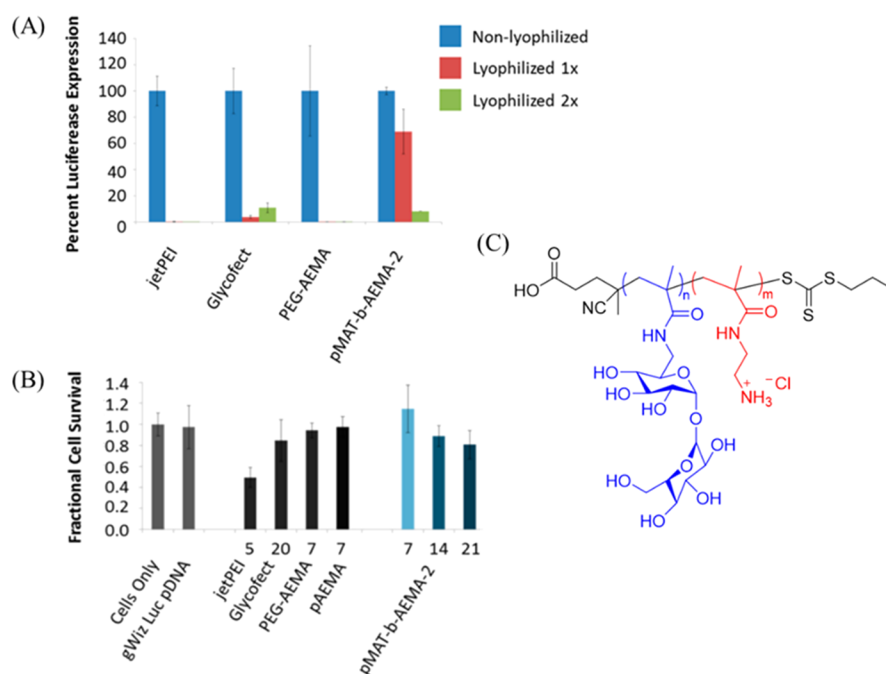 (A)
Percent Luciferease Expression
140
120
100
80
60
40
20
0
jetPEI
Glycofect
PEG-AEMA
pMAT-b-AEMA-2
Non-lyophilized
Lyophilized 1x
Lyophilized 2x
(B)
Fractional Cell Survival
1.4
1.2
1.0
0.8
0.6
0.4
0.2
0.0
5 20 7 7 7 14 21
Cells Only
gWiz Luc pDNA
jetPEI
Glycofect
PEG-AEMA
pAEMA
pMAT-b-AEMA-2
(C)
O
HO
NC
n
m
S
S
S
O
O
NH
NH
HO
O
HO
HO
O
NH3
+
−Cl
O
OH
HO
OH
HO